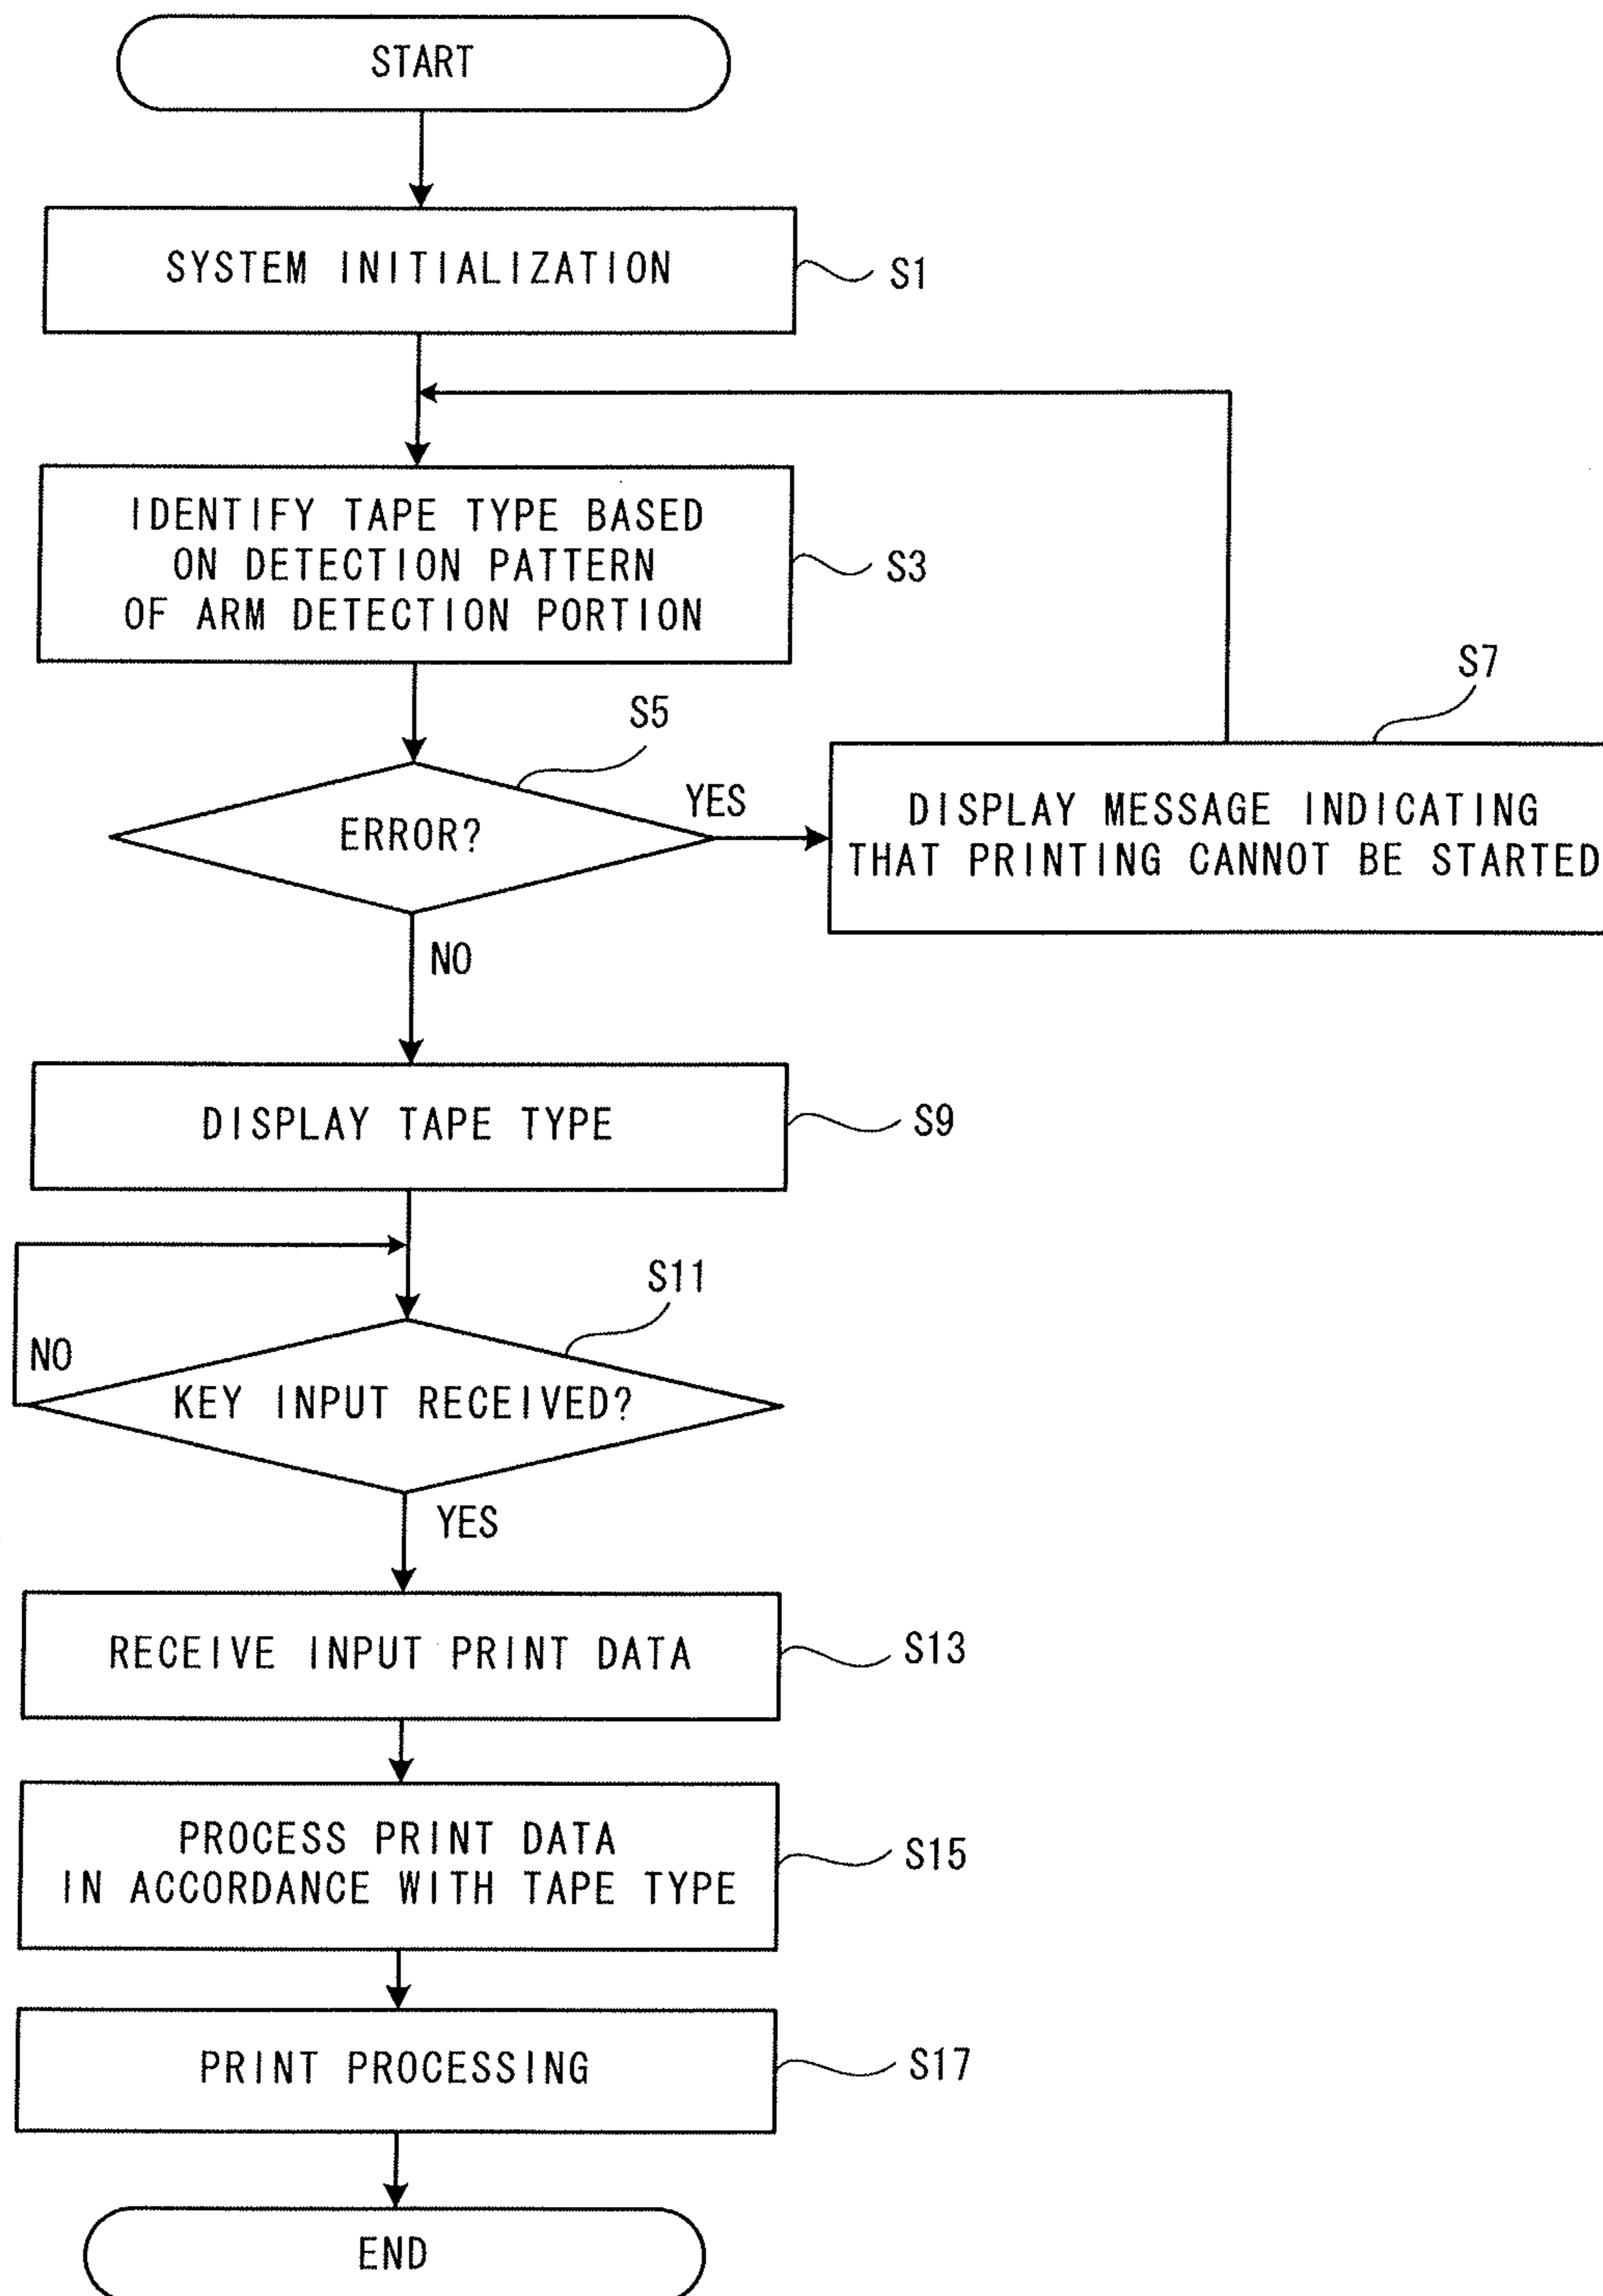 START
SYSTEM INITIALIZATION
S1
IDENTIFY TAPE TYPE BASED
ON DETECTION PATTERN
OF ARM DETECTION PORTION
S3
S5
ERROR?
YES
S7
DISPLAY MESSAGE INDICATING
THAT PRINTING CANNOT BE STARTED
NO
DISPLAY TAPE TYPE
S9
S11
NO
KEY INPUT RECEIVED?
YES
RECEIVE INPUT PRINT DATA
S13
PROCESS PRINT DATA
IN ACCORDANCE WITH TAPE TYPE
S15
PRINT PROCESSING
S17
END